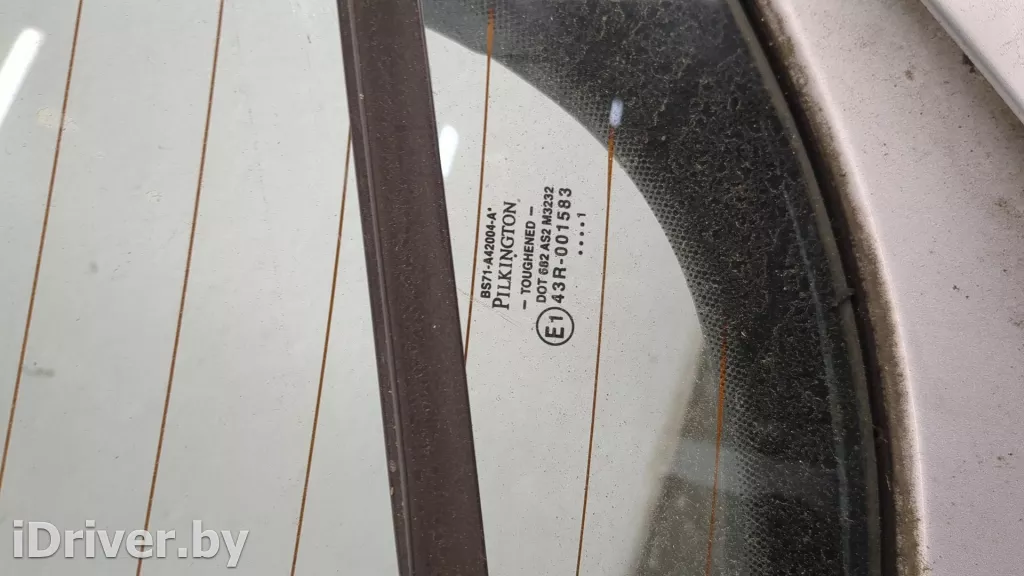 BS71-A42004-A*
PILKINGTON
- TOUGHENED -
DOT 682 AS2 M3232
E1 43R-001583
....1
iDriver.by